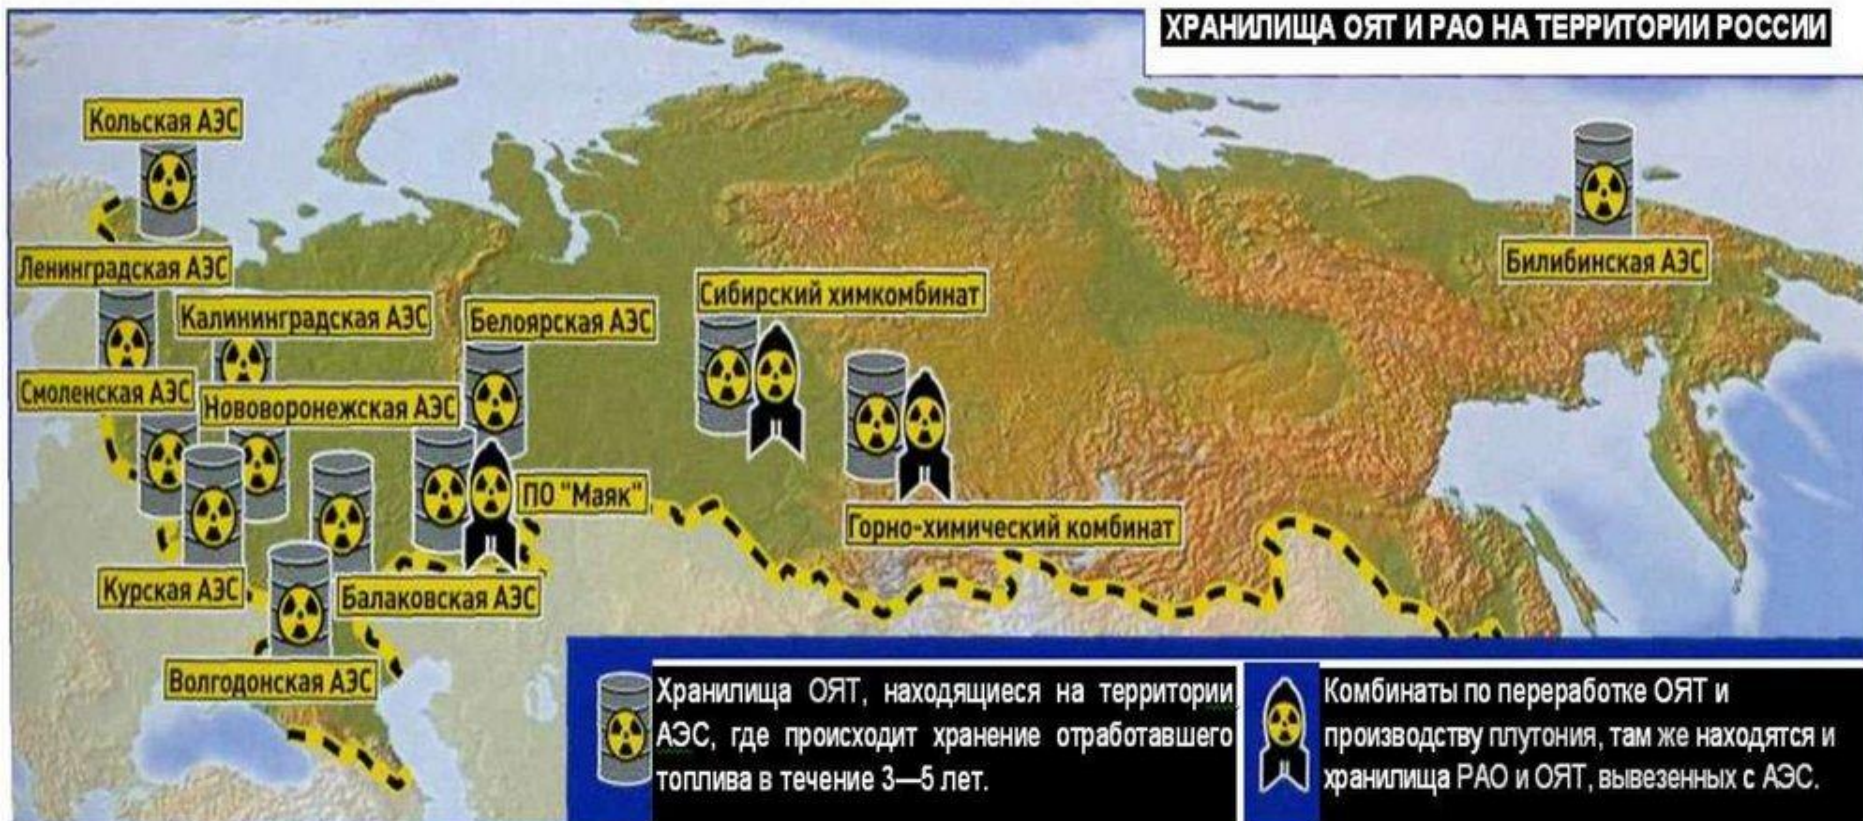 ХРАНИЛИЩА ОЯТ И РАО НА ТЕРРИТОРИИ РОССИИ
Кольская АЭС
Ленинградская АЭС
Билибинская АЭС
Калининградская АЭС
Белоярская АЭС
Сибирский химкомбинат
Смоленская АЭС
Нововоронежская АЭС
ПО "Маяк"
Горно-химический комбинат
Курская АЭС
Балаковская АЭС
Волгодонская АЭС
Хранилища ОЯТ, находящиеся на территории
АЭС, где происходит хранение отработавшего
топлива в течение 3—5 лет.
Комбинаты по переработке ОЯТ и
производству плутония, там же находятся и
хранилища РАО и ОЯТ, вывезенных с АЭС.